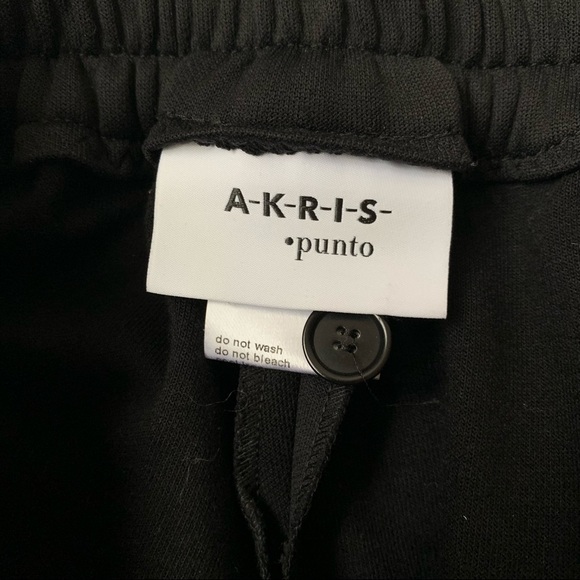 A-K-R-I-S-
•punto
do not wash
do not bleach